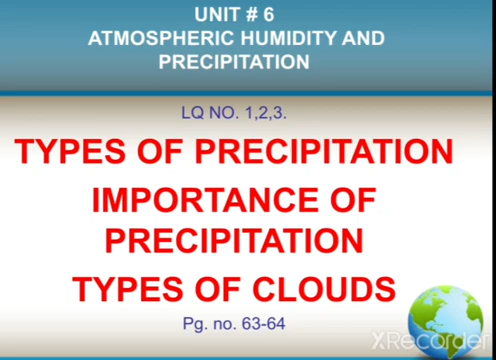 UNIT # 6
ATMOSPHERIC HUMIDITY AND
PRECIPITATION
LQ NO. 1,2,3.
TYPES OF PRECIPITATION
IMPORTANCE OF
PRECIPITATION
TYPES OF CLOUDS
Pg. no. 63-64
XRecorder